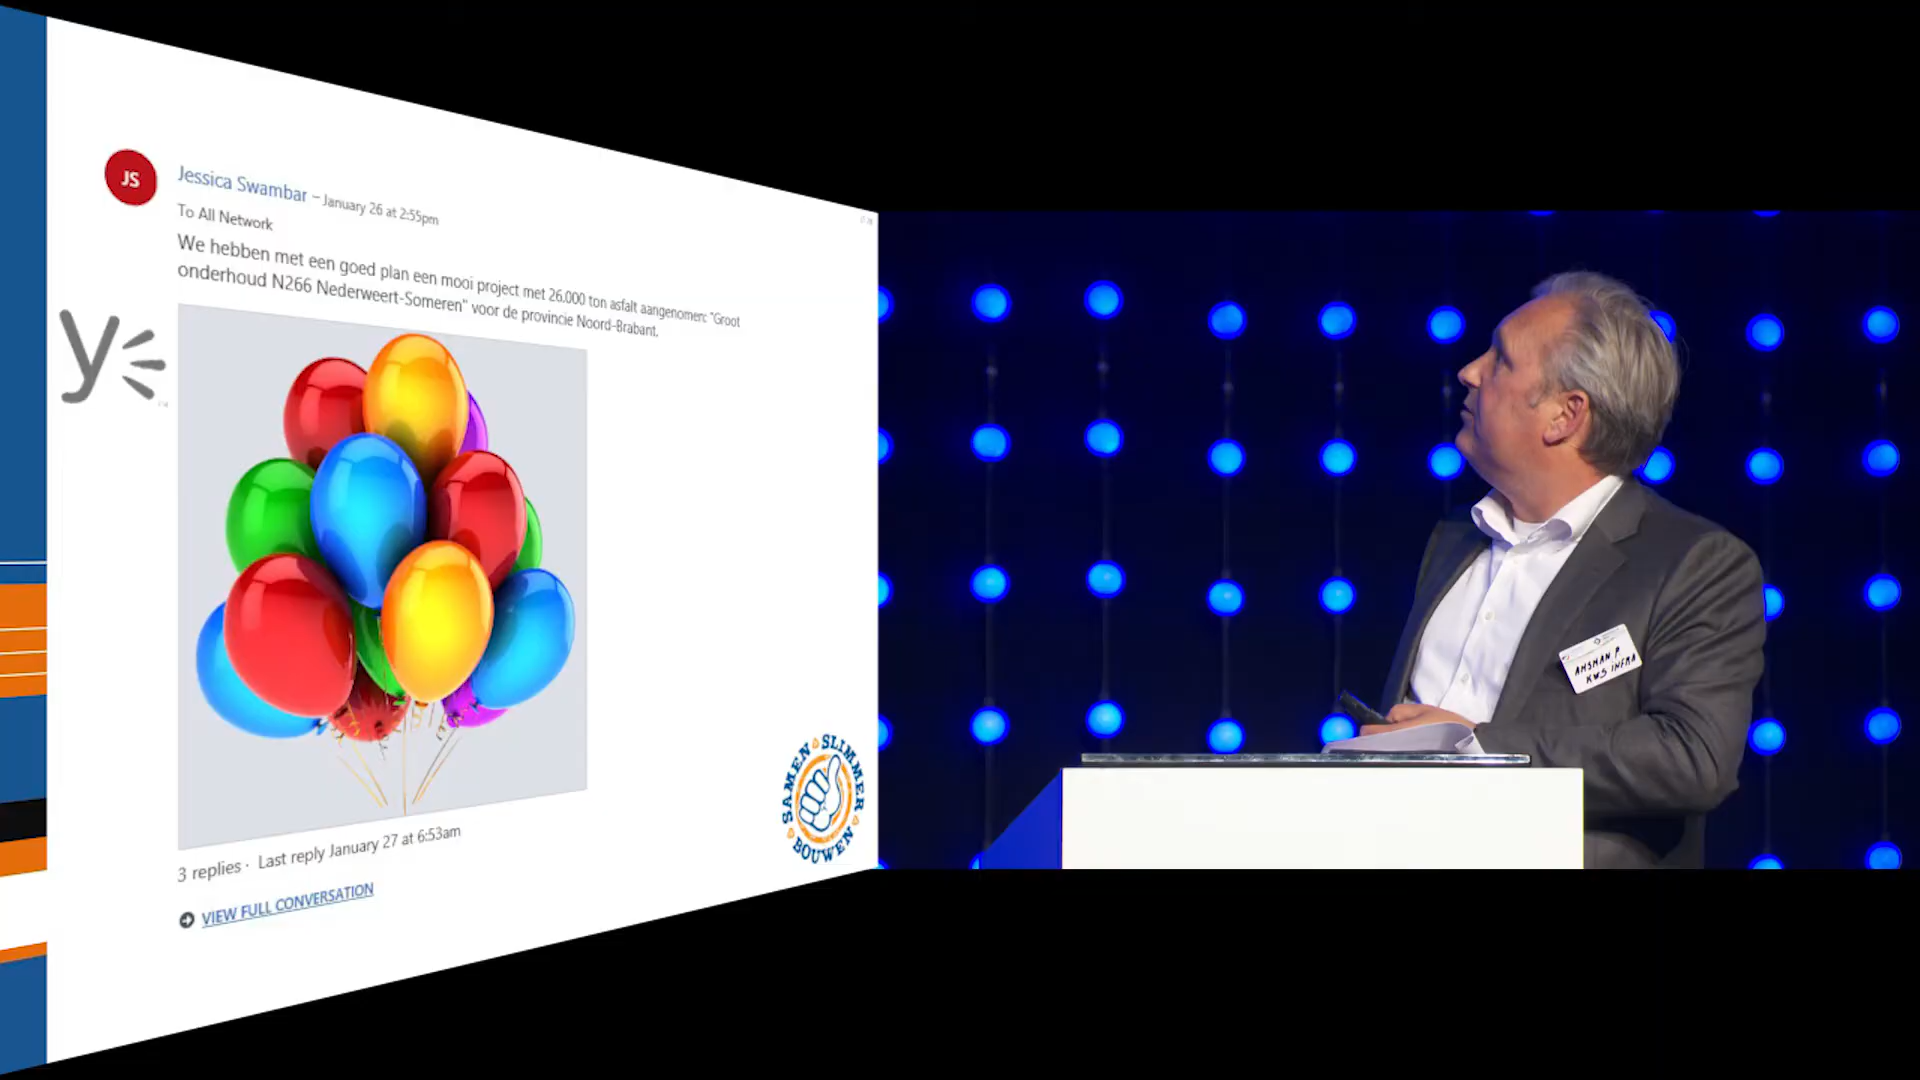 JS
Jessica Swambar – January 26 at 2:55pm
To All Network
We hebben met een goed plan een mooi project met 26.000 ton asfalt aangenomen: "Groot
onderhoud N266 Nederweert-Someren" voor de provincie Noord-Brabant.
y
3 replies · Last reply January 27 at 6:53am
VIEW FULL CONVERSATION
SAMEN SLIMMER
BOUWEN
AMSMAN P.
KWS INFRA